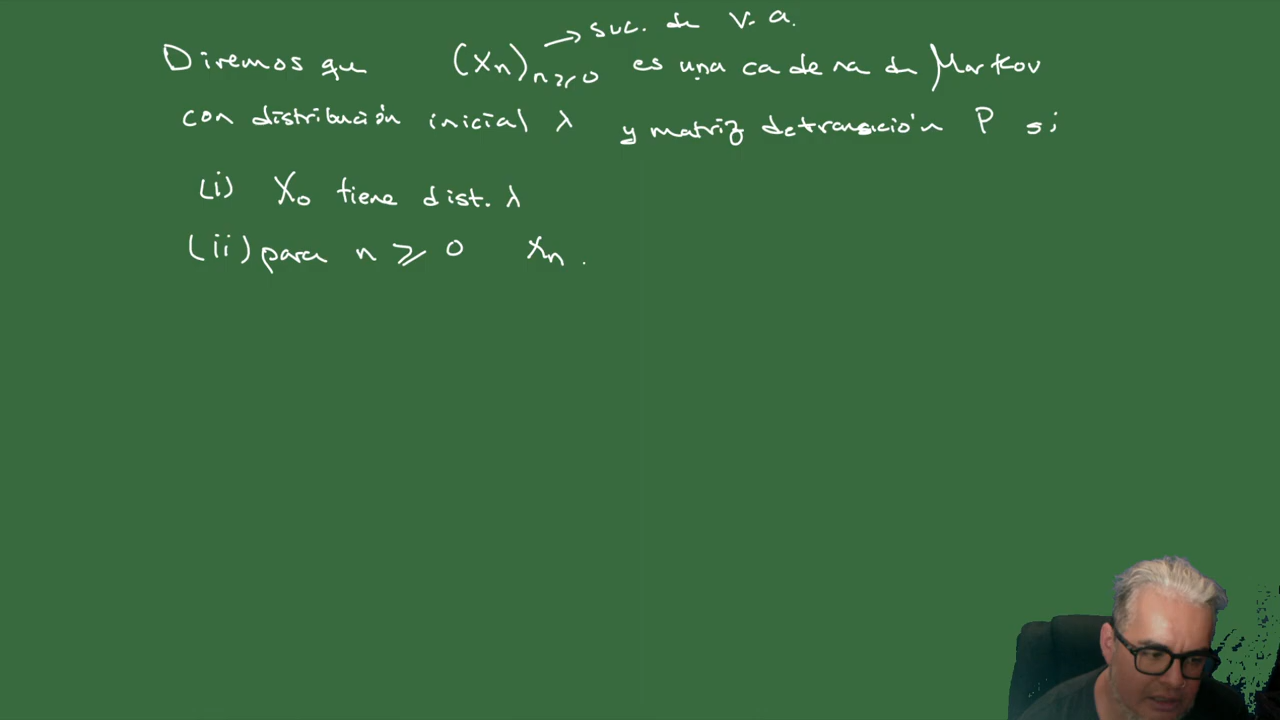 → suc. de v.a.
Diremos que (Xn)n≥0 es una cadena de Markov
con distribución inicial λ y matriz de transición P si
(i) X0 tiene dist. λ
(ii) para n ≥ 0 Xn .